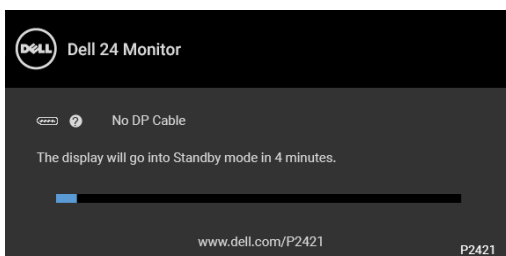 DELL Dell 24 Monitor
? No DP Cable
The display will go into Standby mode in 4 minutes.
www.dell.com/P2421
P2421